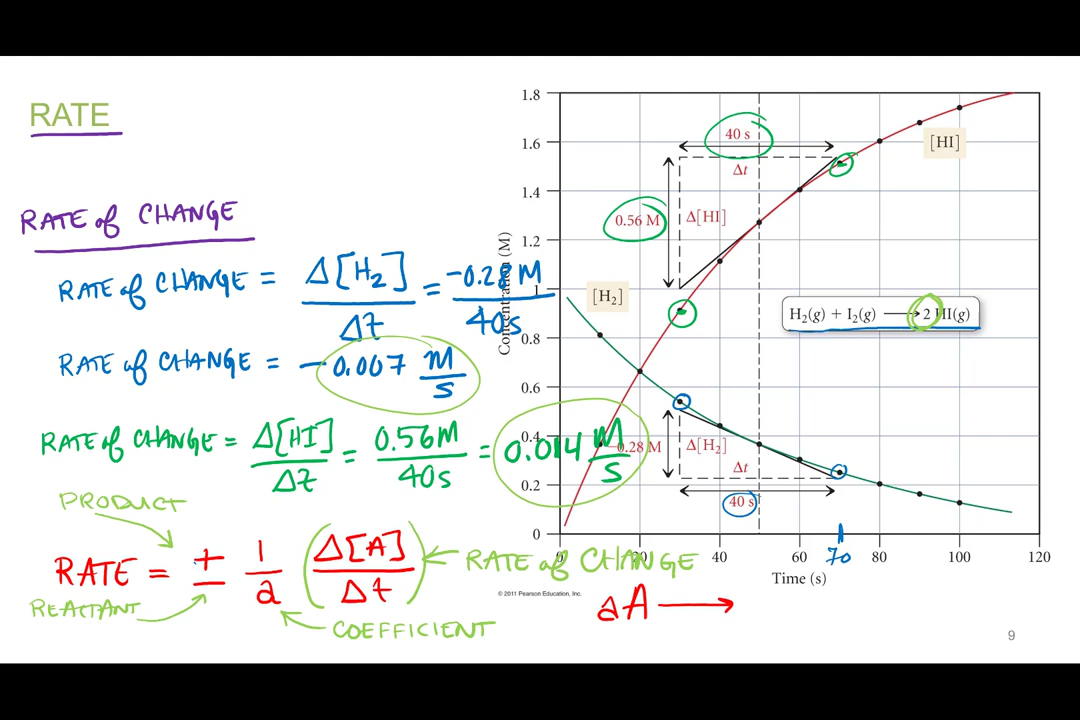 RATE
RATE of CHANGE
RATE of CHANGE = Δ[H₂] / Δt = -0.28 M / 40s
RATE of CHANGE = -0.007 M/s
RATE of CHANGE = Δ[HI] / Δt = 0.56M / 40s = 0.014 M/s
PRODUCT
RATE = ± 1/a (Δ[A] / Δt) ← RATE of CHANGE
REACTANT
COEFFICIENT
aA →
Concentration (M)
1.8
1.6
1.4
1.2
1
0.8
0.6
0.4
0.2
0
40 s
Δt
[HI]
0.56 M
Δ[HI]
[H₂]
H₂(g) + I₂(g) → 2 HI(g)
-0.28 M
Δ[H₂]
Δt
40 s
0 20 40 60 80 100 120
70
Time (s)
© 2011 Pearson Education, Inc.
9